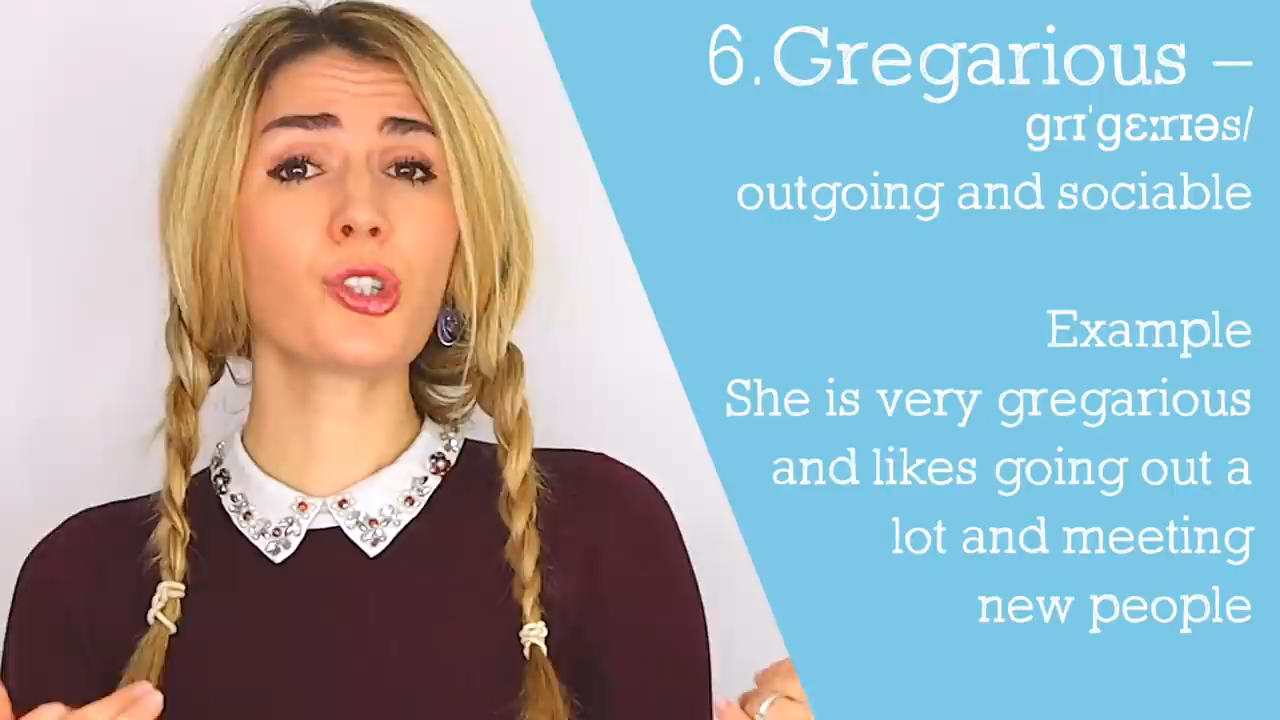 6. Gregarious –
grɪˈgɛːrɪəs/
outgoing and sociable
Example
She is very gregarious
and likes going out a
lot and meeting
new people